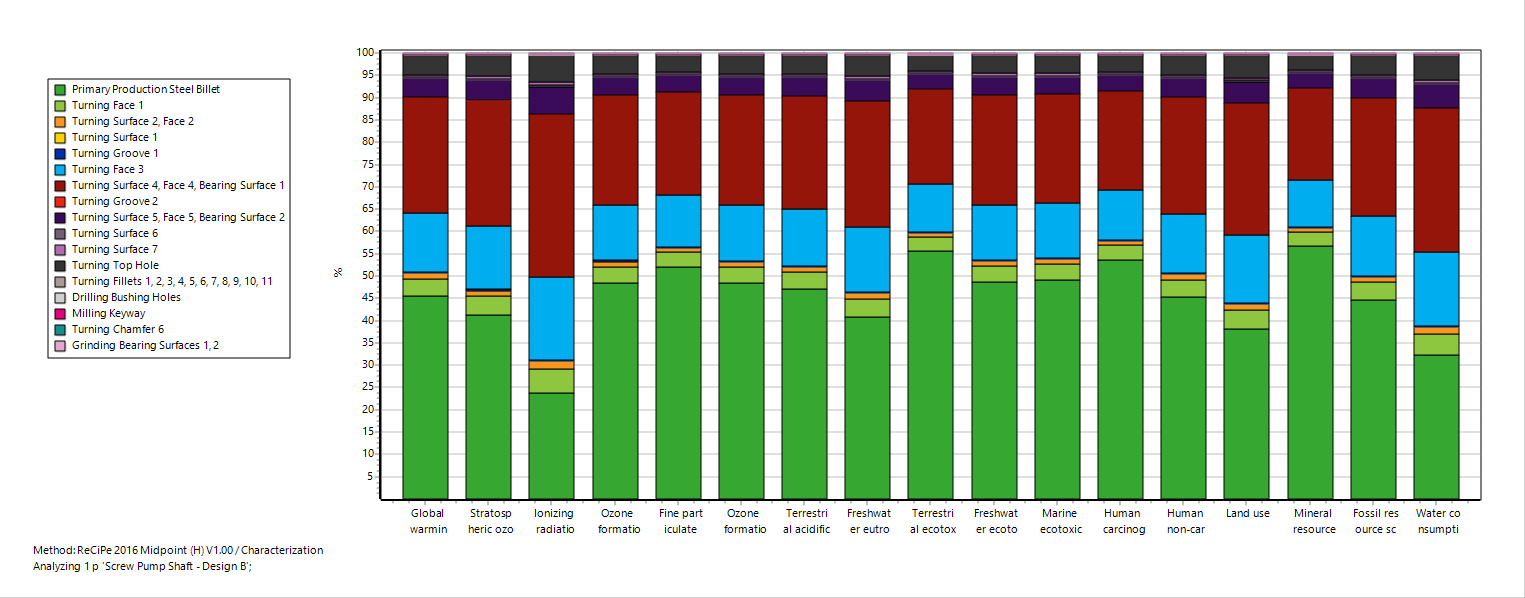 Primary Production Steel Billet
Turning Face 1
Turning Surface 2, Face 2
Turning Surface 1
Turning Groove 1
Turning Face 3
Turning Surface 4, Face 4, Bearing Surface 1
Turning Groove 2
Turning Surface 5, Face 5, Bearing Surface 2
Turning Surface 6
Turning Surface 7
Turning Top Hole
Turning Fillets 1, 2, 3, 4, 5, 6, 7, 8, 9, 10, 11
Drilling Bushing Holes
Milling Keyway
Turning Chamfer 6
Grinding Bearing Surfaces 1, 2
%
100
95
90
85
80
75
70
65
60
55
50
45
40
35
30
25
20
15
10
5
Global Stratosp Ionizing Ozone Fine part Ozone Terrestri Freshwat Terrestri Freshwat Marine Human Human Land use Mineral Fossil res Water co
warmin heric ozo radiatio formatio iculate formatio al acidific er eutro al ecotox er ecoto ecotoxic carcinog non-car resource ource sc nsumpti
Method: ReCiPe 2016 Midpoint (H) V1.00 / Characterization
Analyzing 1 p 'Screw Pump Shaft - Design B';